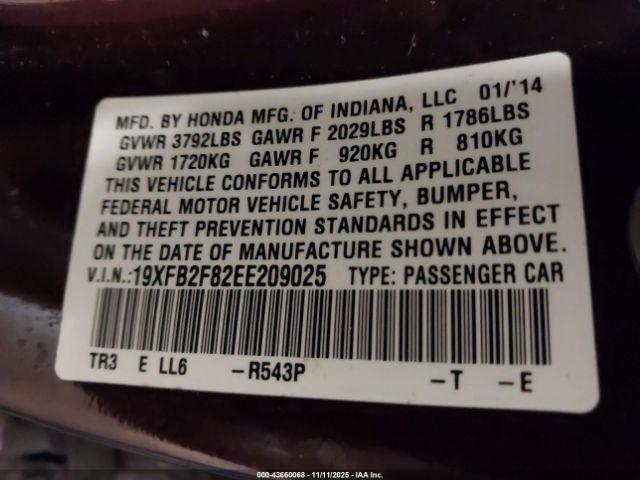 MFD. BY HONDA MFG. OF INDIANA, LLC 01/'14
GVWR 3792LBS GAWR F 2029LBS R 1786LBS
GVWR 1720KG GAWR F 920KG R 810KG
THIS VEHICLE CONFORMS TO ALL APPLICABLE
FEDERAL MOTOR VEHICLE SAFETY, BUMPER,
AND THEFT PREVENTION STANDARDS IN EFFECT
ON THE DATE OF MANUFACTURE SHOWN ABOVE.
V.I.N.:19XFB2F82EE209025 TYPE: PASSENGER CAR
TR3 E LL6 -R543P -T -E
000-43660068 - 11/11/2025 - IAA Inc.